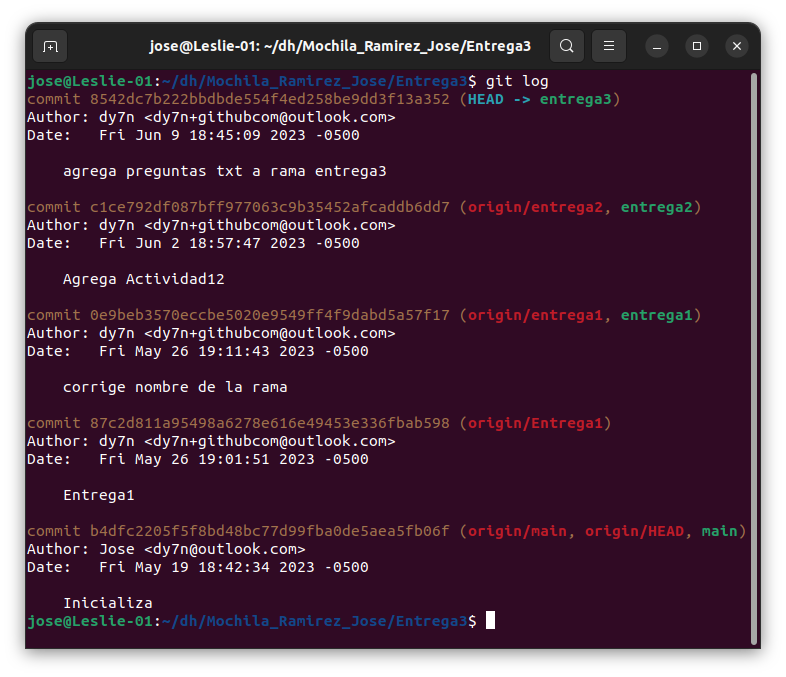 jose@Leslie-01: ~/dh/Mochila_Ramirez_Jose/Entrega3
jose@Leslie-01:~/dh/Mochila_Ramirez_Jose/Entrega3$ git log
commit 8542dc7b222bbdbde554f4ed258be9dd3f13a352 (HEAD -> entrega3)
Author: dy7n <dy7n+githubcom@outlook.com>
Date:   Fri Jun 9 18:45:09 2023 -0500
    agrega preguntas txt a rama entrega3
commit c1ce792df087bff977063c9b35452afcaddb6dd7 (origin/entrega2, entrega2)
Author: dy7n <dy7n+githubcom@outlook.com>
Date:   Fri Jun 2 18:57:47 2023 -0500
    Agrega Actividad12
commit 0e9beb3570eccbe5020e9549ff4f9dabd5a57f17 (origin/entrega1, entrega1)
Author: dy7n <dy7n+githubcom@outlook.com>
Date:   Fri May 26 19:11:43 2023 -0500
    corrige nombre de la rama
commit 87c2d811a95498a6278e616e49453e336fbab598 (origin/Entrega1)
Author: dy7n <dy7n+githubcom@outlook.com>
Date:   Fri May 26 19:01:51 2023 -0500
    Entrega1
commit b4dfc2205f5f8bd48bc77d99fba0de5aea5fb06f (origin/main, origin/HEAD, main)
Author: Jose <dy7n@outlook.com>
Date:   Fri May 19 18:42:34 2023 -0500
    Inicializa
jose@Leslie-01:~/dh/Mochila_Ramirez_Jose/Entrega3$